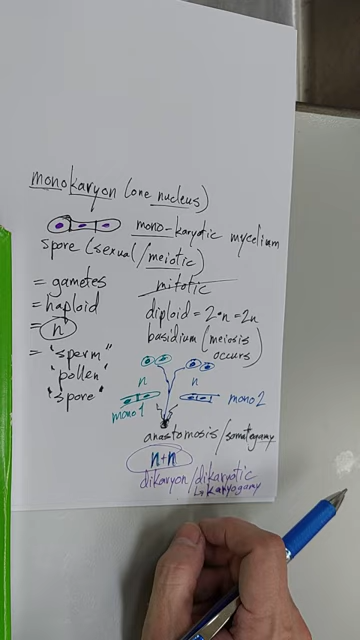 monokaryon (one nucleus)
mono-karyotic mycelium
spore (sexual/meiotic)
mitotic
= gametes
= haploid
= n
= "sperm"
"pollen"
"spore"
diploid = 2·n = 2n
basidium (meiosis
occurs)
n n
mono 1 mono 2
anastomosis/somatogamy
n+n
dikaryon/dikaryotic
↳ karyogamy